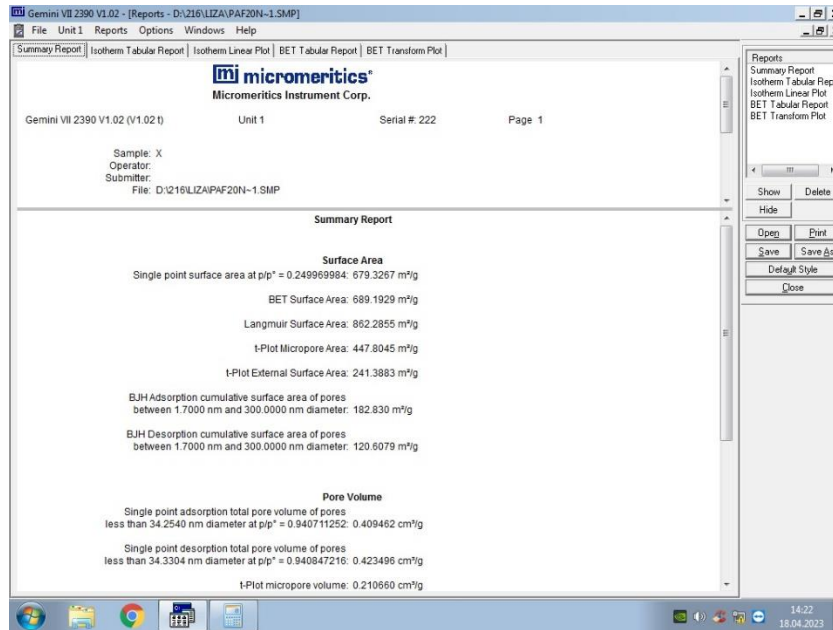 Gemini VII 2390 V1.02 - [Reports - D:\216\LIZA\PAF20N~1.SMP]
File Unit 1 Reports Options Windows Help
Summary Report Isotherm Tabular Report Isotherm Linear Plot BET Tabular Report BET Transform Plot
micromeritics®
Micromeritics Instrument Corp.
Gemini VII 2390 V1.02 (V1.02 t) Unit 1 Serial #: 222 Page 1
Sample: X
Operator:
Submitter:
File: D:\216\LIZA\PAF20N~1.SMP
Summary Report
Surface Area
Single point surface area at p/p° = 0.249969984: 679.3267 m²/g
BET Surface Area: 689.1929 m²/g
Langmuir Surface Area: 862.2855 m²/g
t-Plot Micropore Area: 447.8045 m²/g
t-Plot External Surface Area: 241.3883 m²/g
BJH Adsorption cumulative surface area of pores
between 1.7000 nm and 300.0000 nm diameter: 182.830 m²/g
BJH Desorption cumulative surface area of pores
between 1.7000 nm and 300.0000 nm diameter: 120.6079 m²/g
Pore Volume
Single point adsorption total pore volume of pores
less than 34.2540 nm diameter at p/p° = 0.940711252: 0.409462 cm³/g
Single point desorption total pore volume of pores
less than 34.3304 nm diameter at p/p° = 0.940847216: 0.423496 cm³/g
t-Plot micropore volume: 0.210660 cm³/g
Reports
Summary Report
Isotherm Tabular Rep
Isotherm Linear Plot
BET Tabular Report
BET Transform Plot
Show Delete
Hide
Open Print
Save Save As
Default Style
Close
14:22
18.04.2023